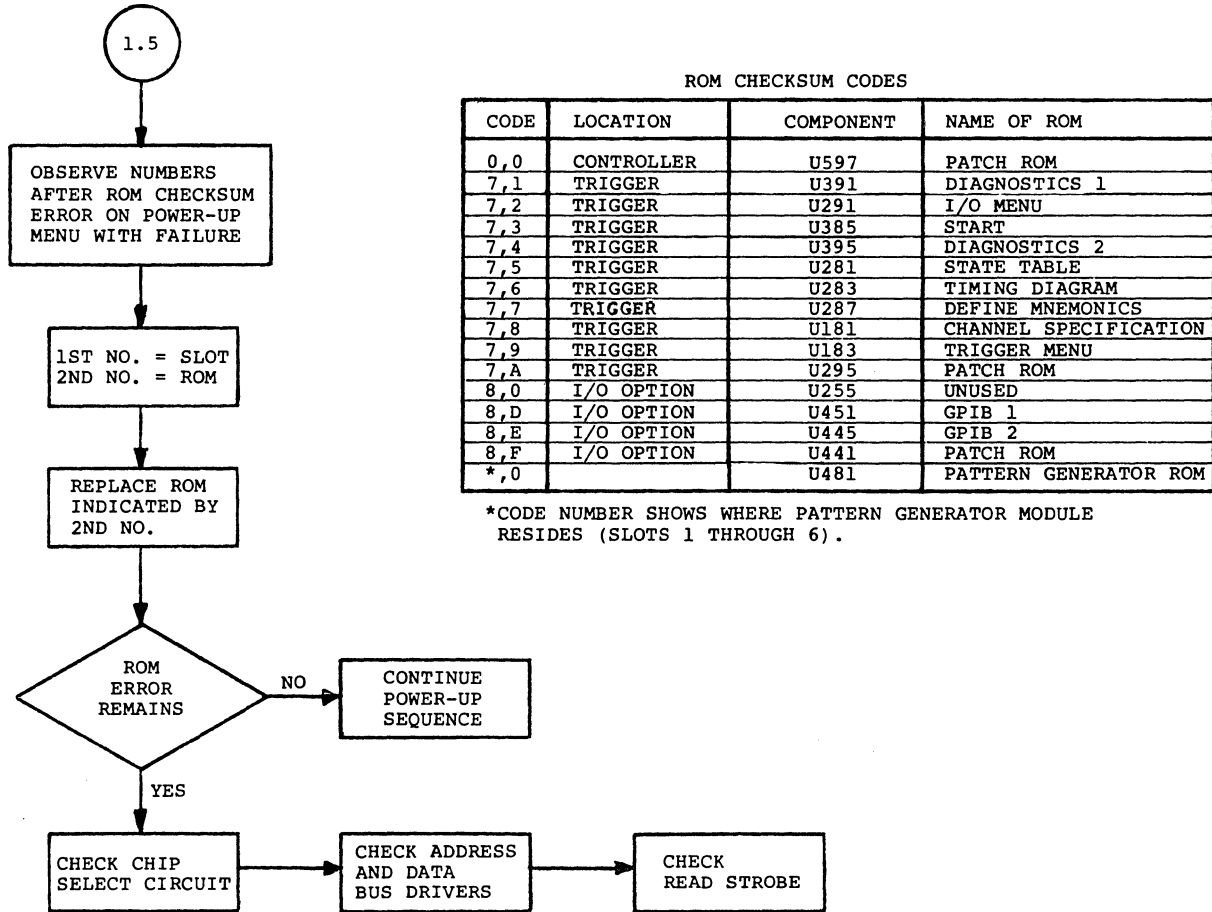 1.5
OBSERVE NUMBERS
AFTER ROM CHECKSUM
ERROR ON POWER-UP
MENU WITH FAILURE
1ST NO. = SLOT
2ND NO. = ROM
REPLACE ROM
INDICATED BY
2ND NO.
ROM
ERROR
REMAINS
NO
CONTINUE
POWER-UP
SEQUENCE
YES
CHECK CHIP
SELECT CIRCUIT
CHECK ADDRESS
AND DATA
BUS DRIVERS
CHECK
READ STROBE
ROM CHECKSUM CODES
CODE LOCATION COMPONENT NAME OF ROM
0,0 CONTROLLER U597 PATCH ROM
7,1 TRIGGER U391 DIAGNOSTICS 1
7,2 TRIGGER U291 I/O MENU
7,3 TRIGGER U385 START
7,4 TRIGGER U395 DIAGNOSTICS 2
7,5 TRIGGER U281 STATE TABLE
7,6 TRIGGER U283 TIMING DIAGRAM
7,7 TRIGGER U287 DEFINE MNEMONICS
7,8 TRIGGER U181 CHANNEL SPECIFICATION
7,9 TRIGGER U183 TRIGGER MENU
7,A TRIGGER U295 PATCH ROM
8,0 I/O OPTION U255 UNUSED
8,D I/O OPTION U451 GPIB 1
8,E I/O OPTION U445 GPIB 2
8,F I/O OPTION U441 PATCH ROM
*,0 U481 PATTERN GENERATOR ROM
*CODE NUMBER SHOWS WHERE PATTERN GENERATOR MODULE
RESIDES (SLOTS 1 THROUGH 6).